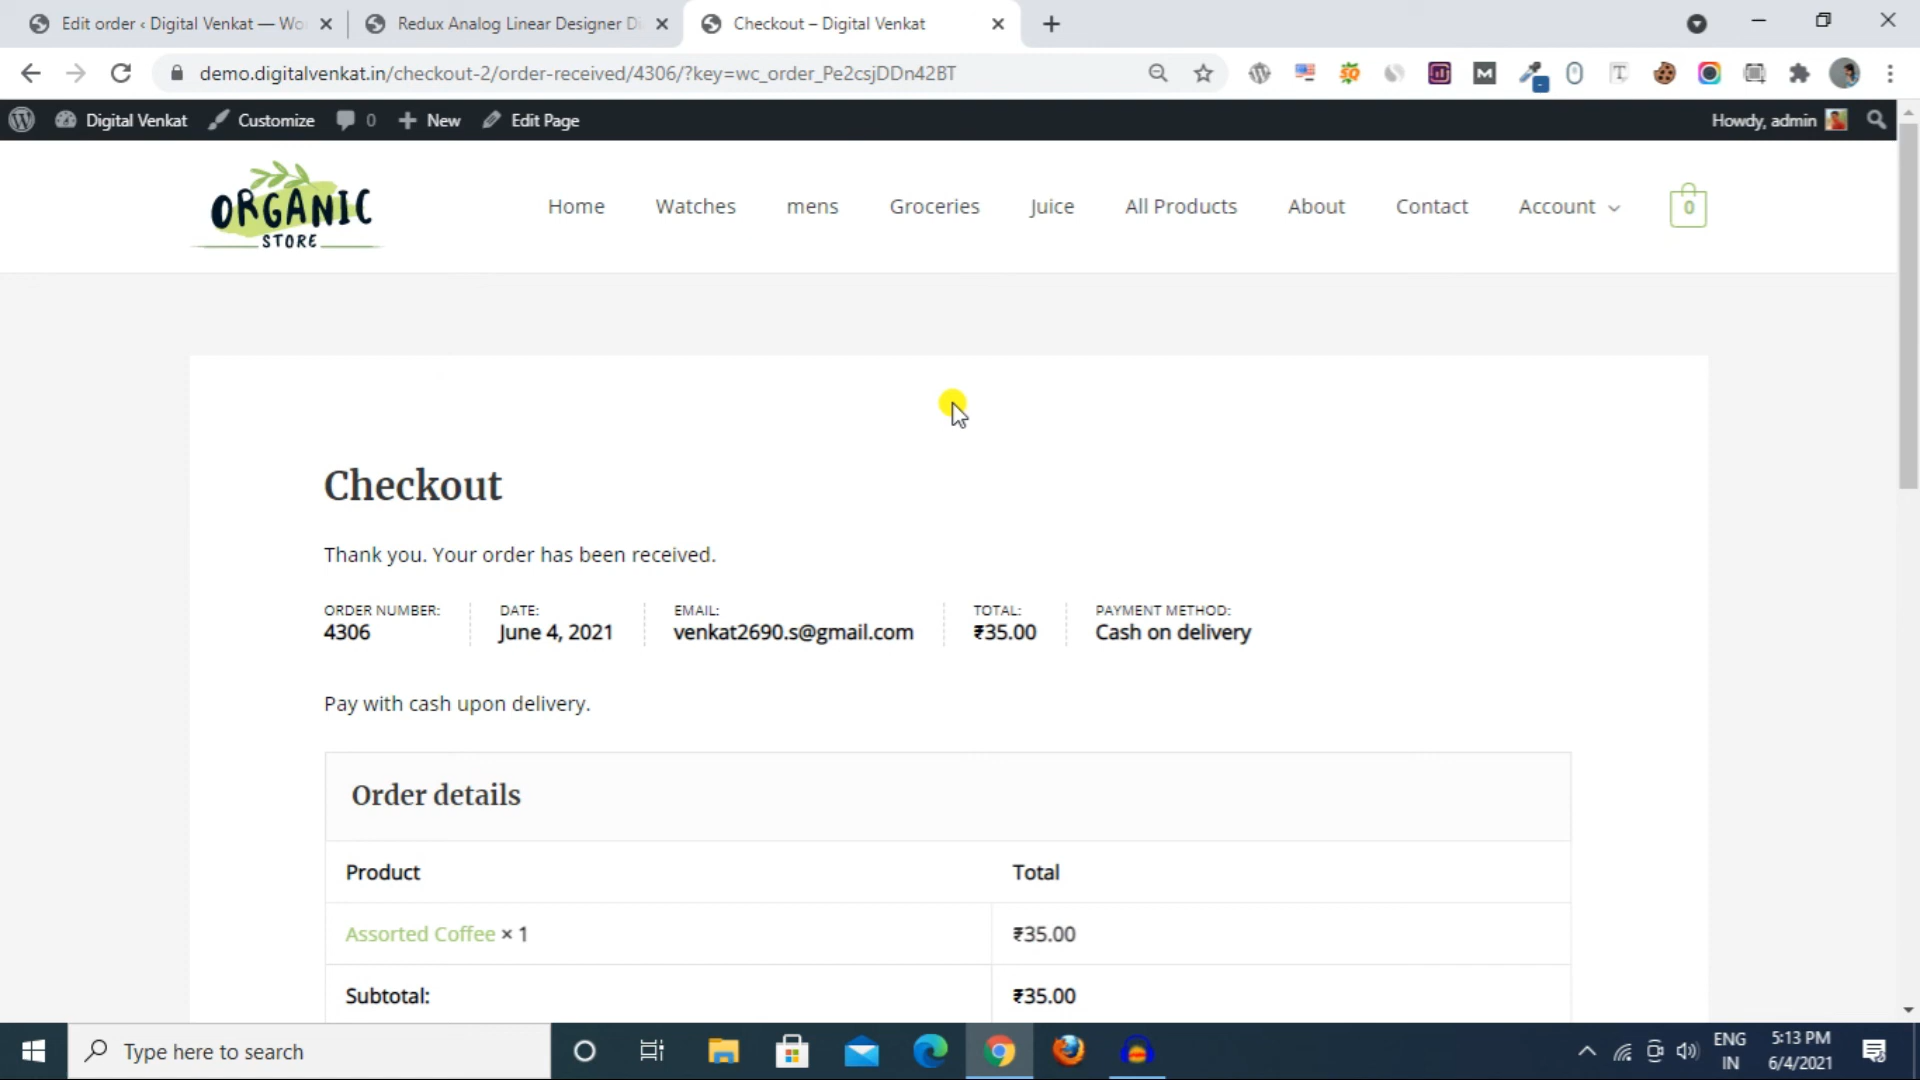 Edit order ‹ Digital Venkat — Wo
Redux Analog Linear Designer Di
Checkout – Digital Venkat
demo.digitalvenkat.in/checkout-2/order-received/4306/?key=wc_order_Pe2csjDDn42BT
Digital Venkat
Customize
0
New
Edit Page
Howdy, admin
ORGANIC
STORE
Home
Watches
mens
Groceries
Juice
All Products
About
Contact
Account
0
Checkout
Thank you. Your order has been received.
ORDER NUMBER:
4306
DATE:
June 4, 2021
EMAIL:
venkat2690.s@gmail.com
TOTAL:
₹35.00
PAYMENT METHOD:
Cash on delivery
Pay with cash upon delivery.
Order details
Product
Total
Assorted Coffee × 1
₹35.00
Subtotal:
₹35.00
Type here to search
ENG
IN
5:13 PM
6/4/2021